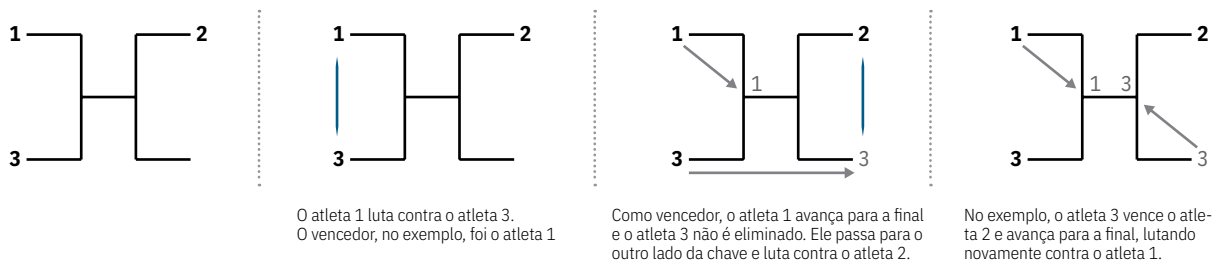 1
2
3
1
2
3
1
2
1
3
3
1
2
1 3
3
3
O atleta 1 luta contra o atleta 3.
O vencedor, no exemplo, foi o atleta 1
Como vencedor, o atleta 1 avança para a final
e o atleta 3 não é eliminado. Ele passa para o
outro lado da chave e luta contra o atleta 2.
No exemplo, o atleta 3 vence o atle-
ta 2 e avança para a final, lutando
novamente contra o atleta 1.